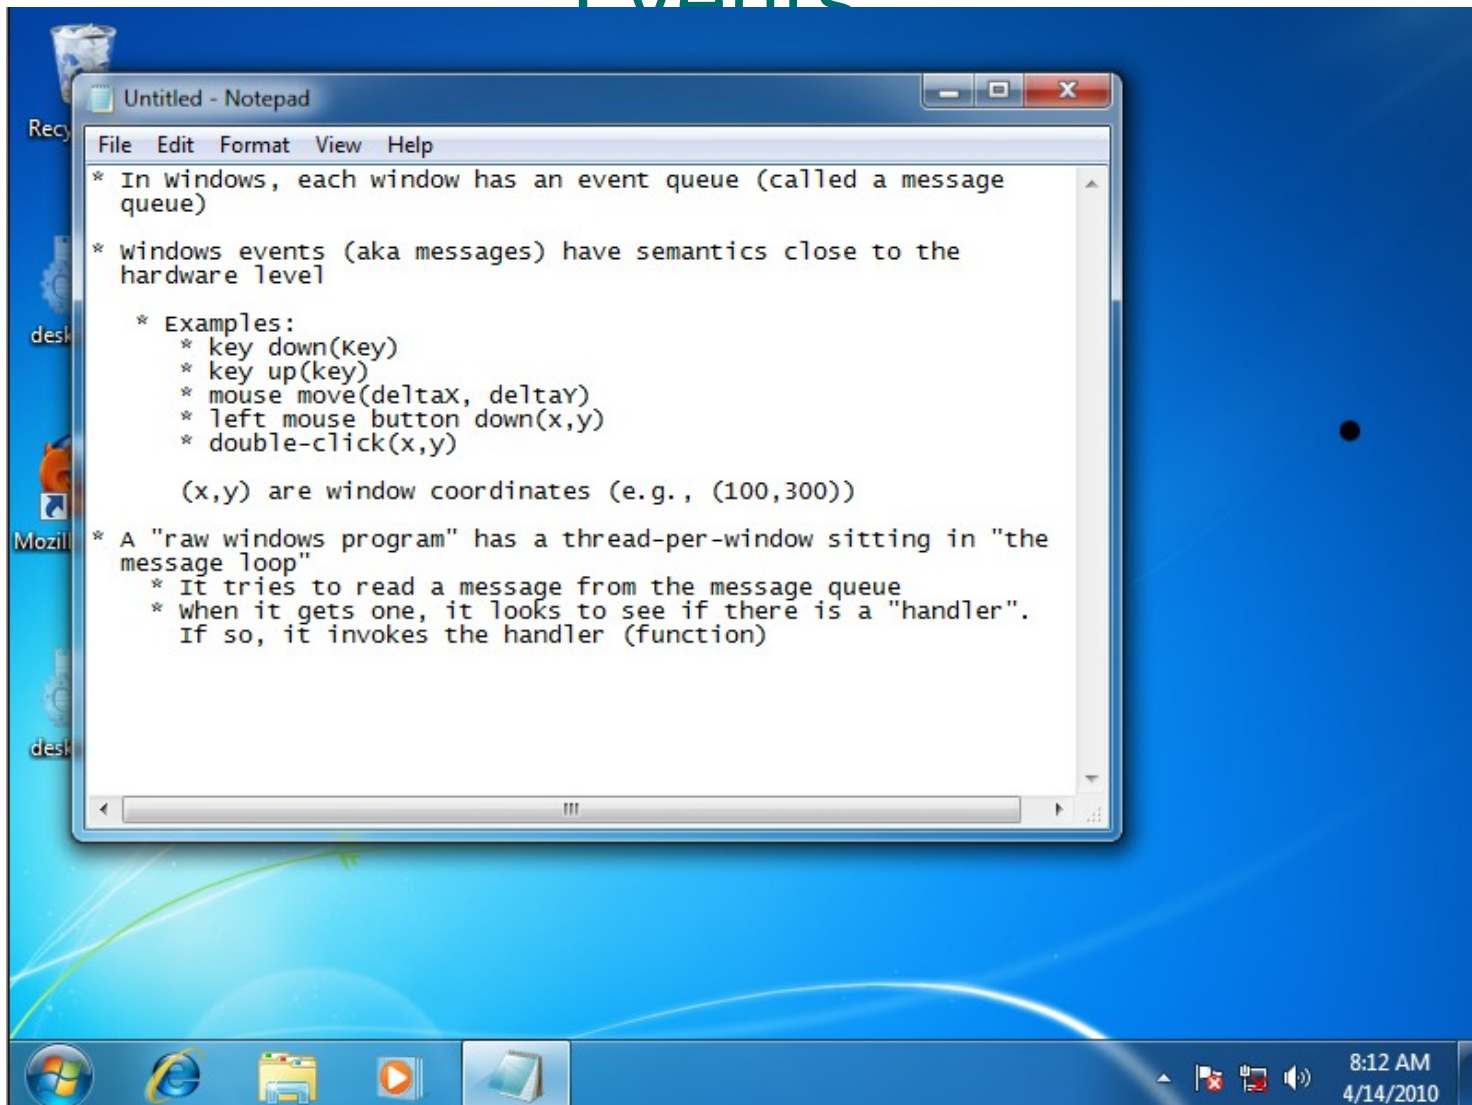 Events
Untitled - Notepad
File Edit Format View Help
* In Windows, each window has an event queue (called a message
queue)
* Windows events (aka messages) have semantics close to the
hardware level
* Examples:
* key down(Key)
* key up(key)
* mouse move(deltaX, deltaY)
* left mouse button down(x,y)
* double-click(x,y)
(x,y) are window coordinates (e.g., (100,300))
* A "raw windows program" has a thread-per-window sitting in "the
message loop"
* It tries to read a message from the message queue
* When it gets one, it looks to see if there is a "handler".
If so, it invokes the handler (function)
Recy
desk
Mozill
desk
8:12 AM
4/14/2010